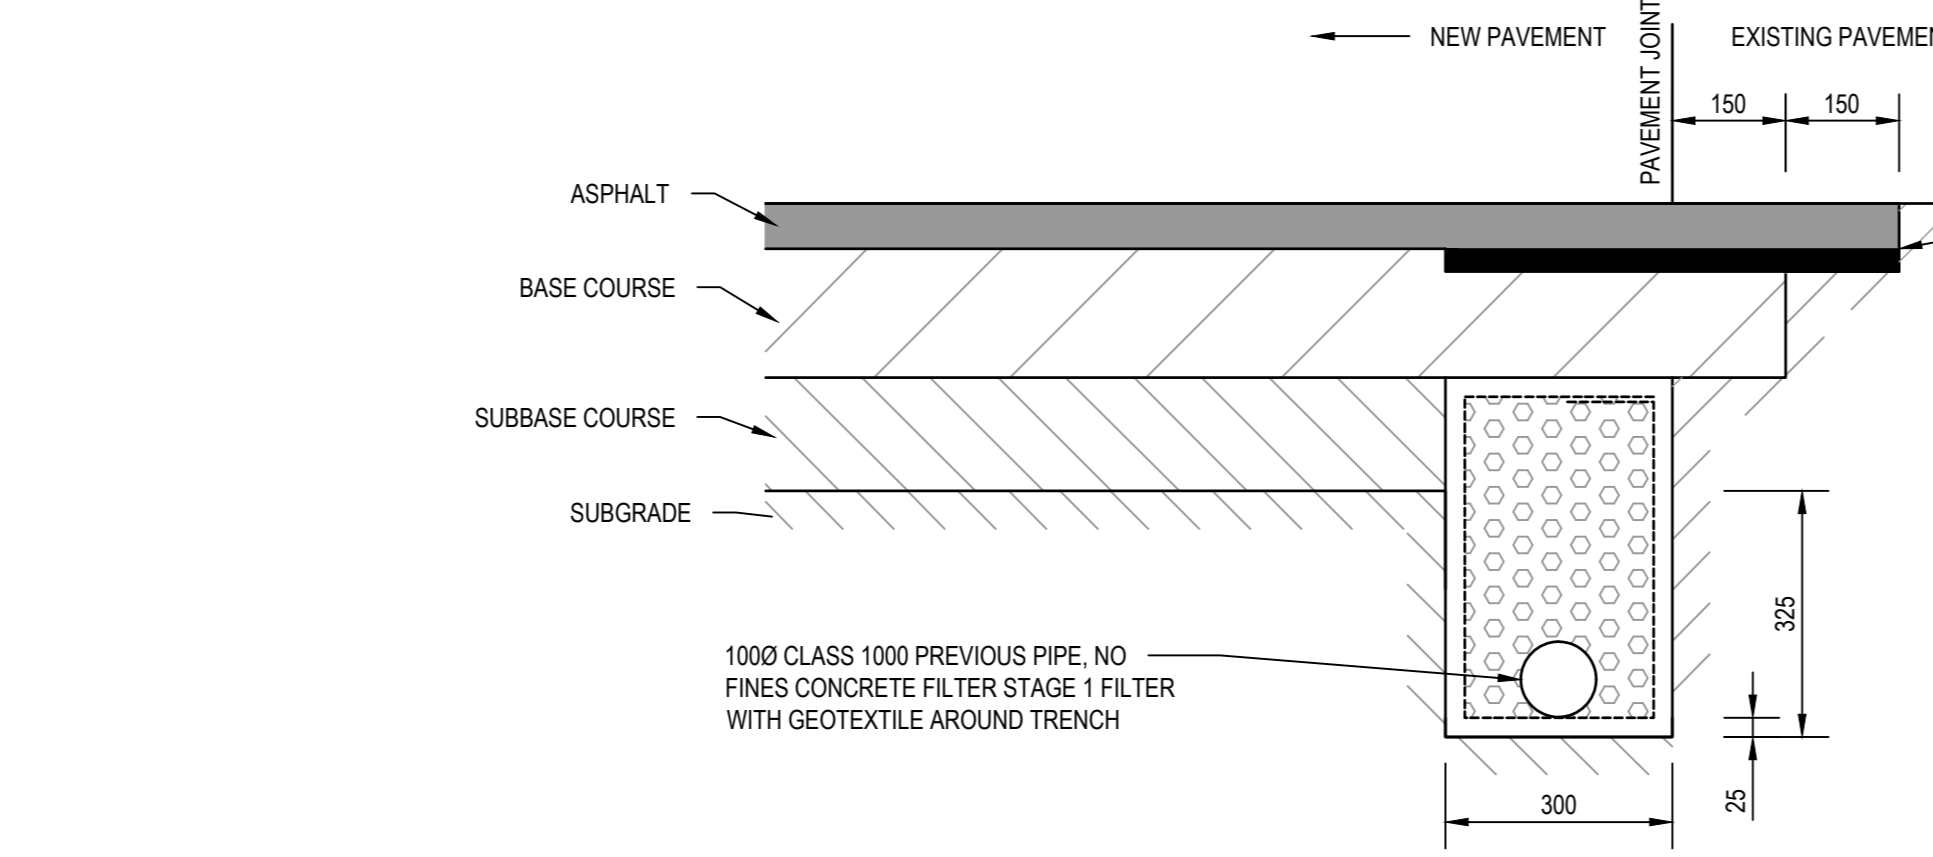 NEW PAVEMENT
PAVEMENT JOINT
150
150
ASPHALT
BASE COURSE
SUBBASE COURSE
SUBGRADE
325
100Ø CLASS 1000 PREVIOUS PIPE, NO
FINES CONCRETE FILTER STAGE 1 FILTER
WITH GEOTEXTILE AROUND TRENCH
300
25
EXISTING